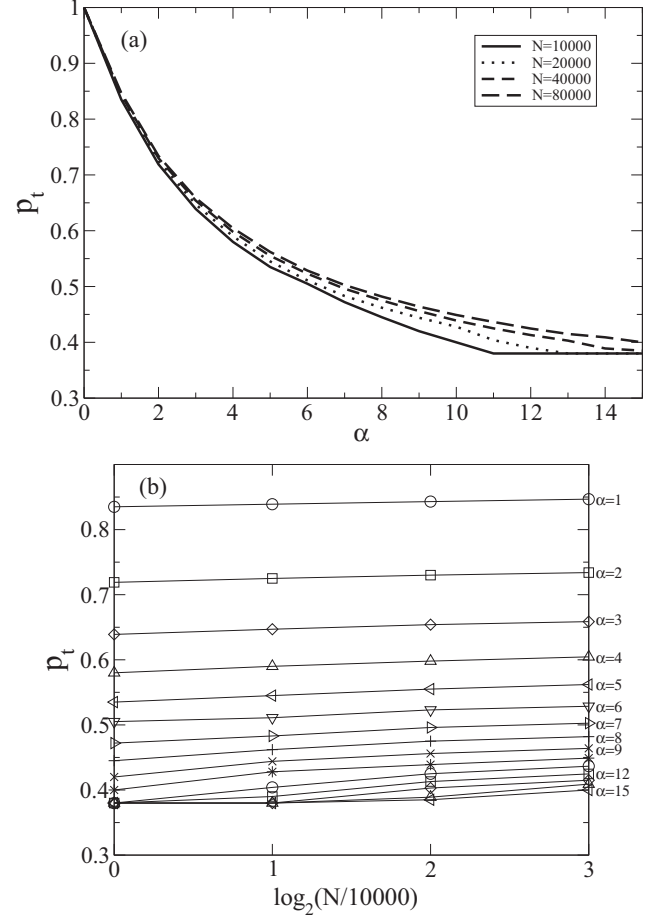 (a)
N=10000
N=20000
N=40000
N=80000
1
0.9
0.8
0.7
0.6
0.5
0.4
0.3
p_t
0 2 4 6 8 10 12 14
α
(b)
0.8
0.7
0.6
0.5
0.4
0.3
p_t
α=1
α=2
α=3
α=4
α=5
α=6
α=7
α=8
α=9
α=12
α=15
0 1 2 3
log_2(N/10000)